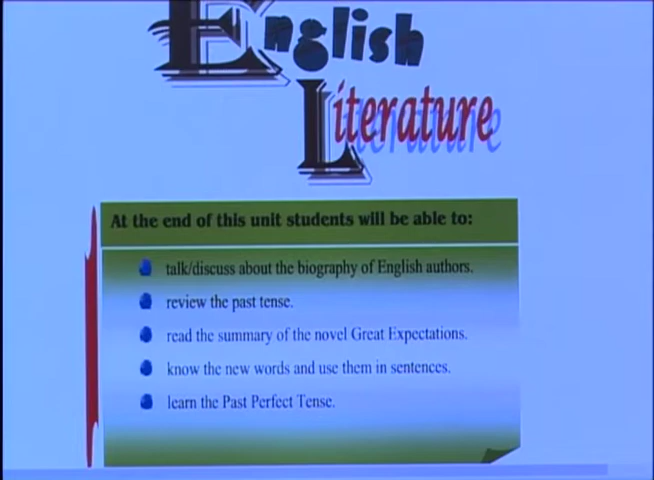 English
Literature
At the end of this unit students will be able to:
talk/discuss about the biography of English authors.
review the past tense.
read the summary of the novel Great Expectations.
know the new words and use them in sentences.
learn the Past Perfect Tense.